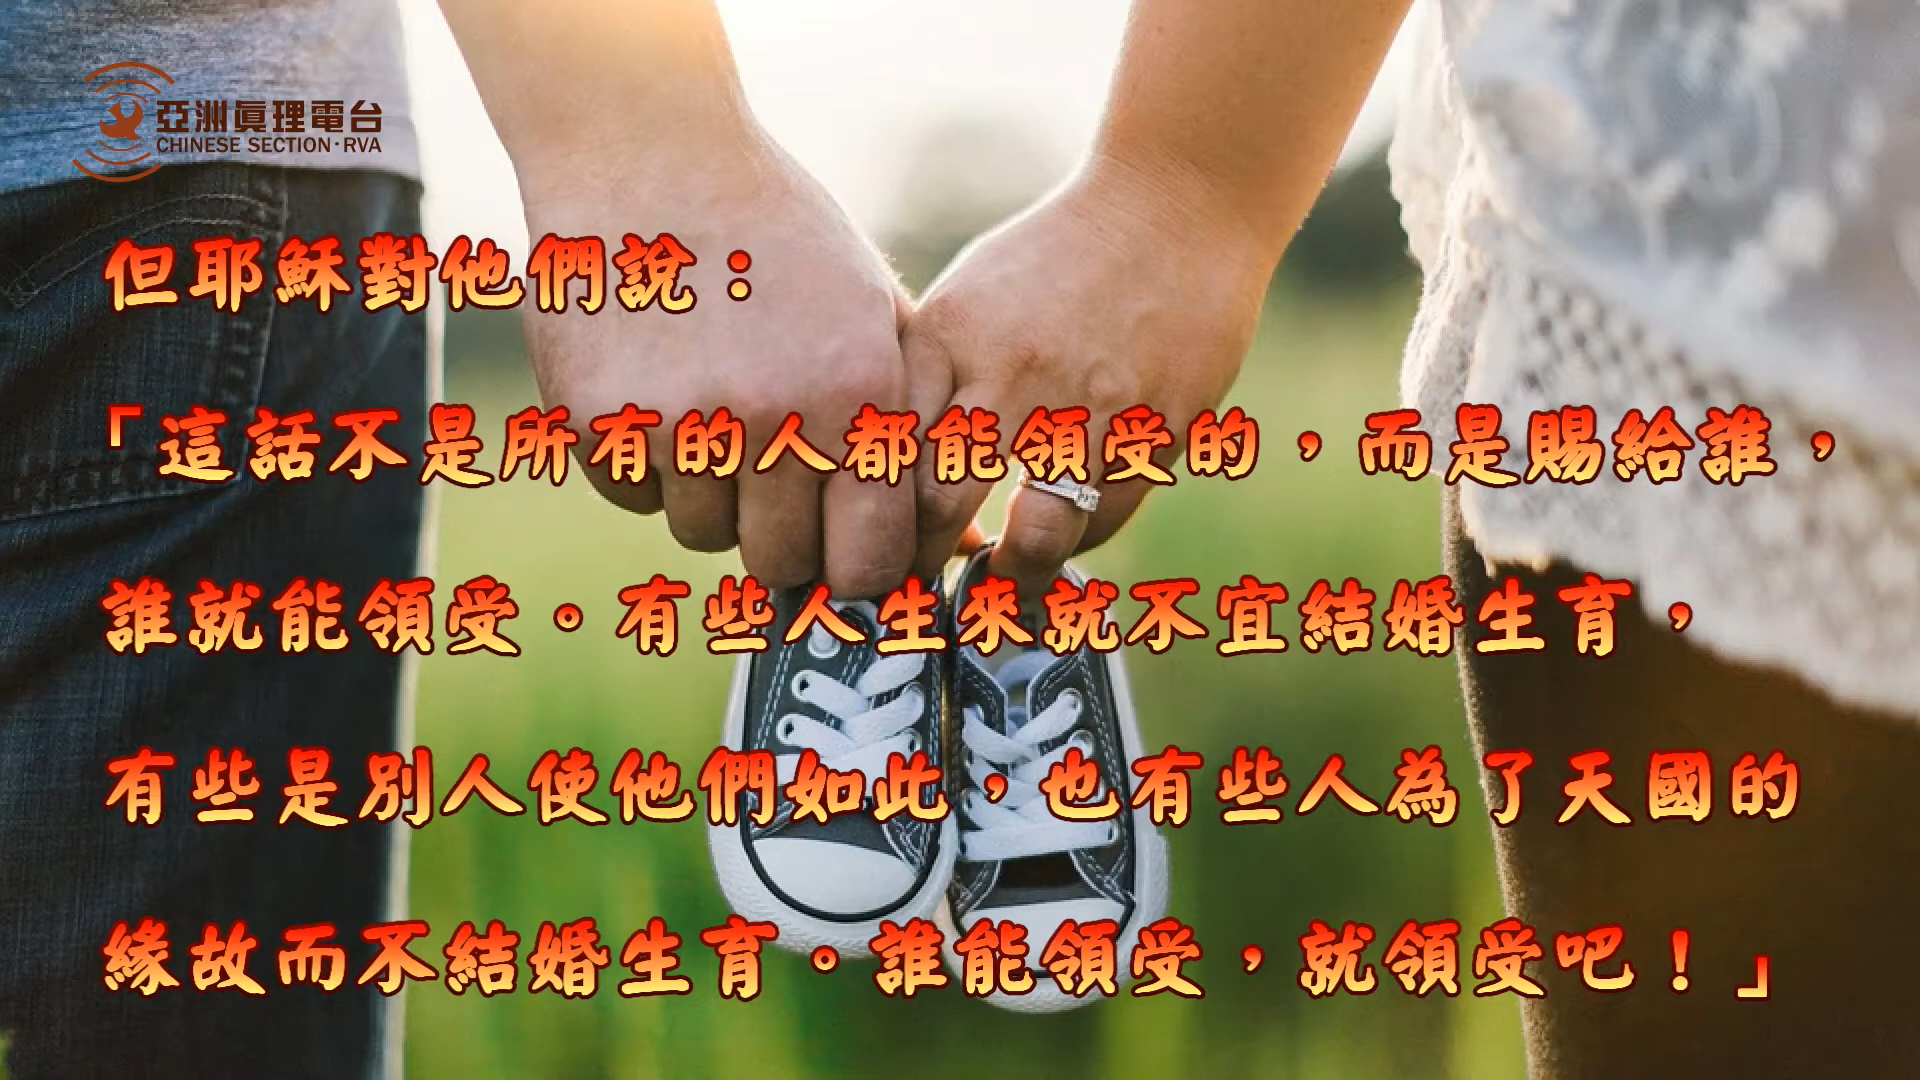 亞洲眞理電台
CHINESE SECTION·RVA
但耶穌對他們說：
「這話不是所有的人都能領受的，而是賜給誰，
誰就能領受。有些人生來就不宜結婚生育，
有些是別人使他們如此，也有些人為了天國的
緣故而不結婚生育。誰能領受，就領受吧！」